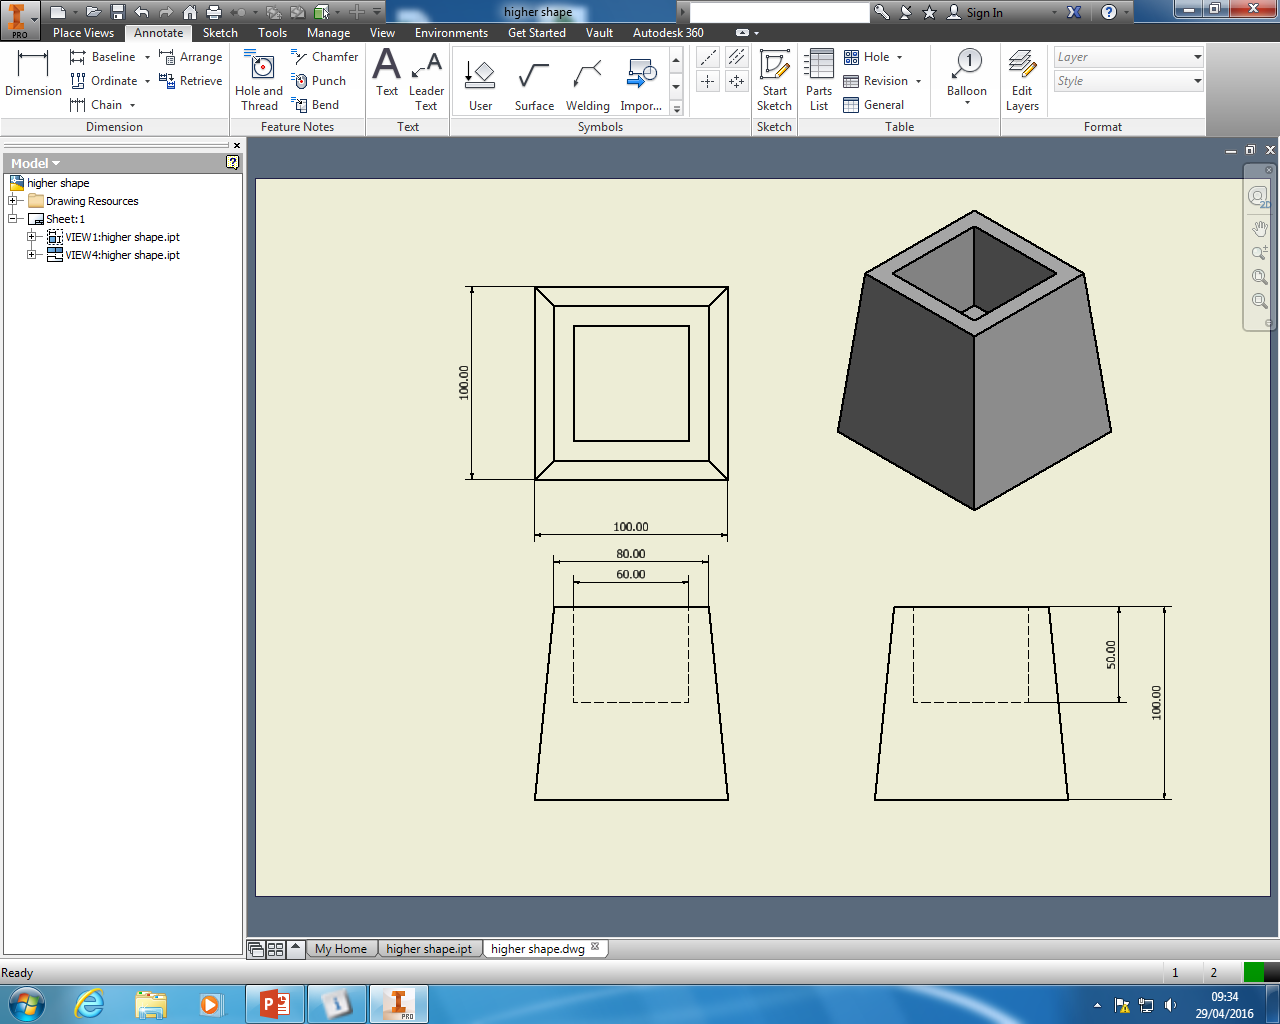 higher shape
Sign In
PRO
Place Views
Annotate
Sketch
Tools
Manage
View
Environments
Get Started
Vault
Autodesk 360
Dimension
Baseline
Ordinate
Chain
Arrange
Retrieve
Dimension
Hole and
Thread
Chamfer
Punch
Bend
Feature Notes
Text
Leader
Text
Text
User
Surface
Welding
Impor...
Symbols
Start
Sketch
Sketch
Parts
List
Hole
Revision
General
Table
1
Balloon
Edit
Layers
Layer
Style
Format
Model
higher shape
Drawing Resources
Sheet:1
VIEW1:higher shape.ipt
VIEW4:higher shape.ipt
2D
100.00
100.00
80.00
60.00
50.00
100.00
My Home
higher shape.ipt
higher shape.dwg
Ready
1
2
PRO
09:34
29/04/2016